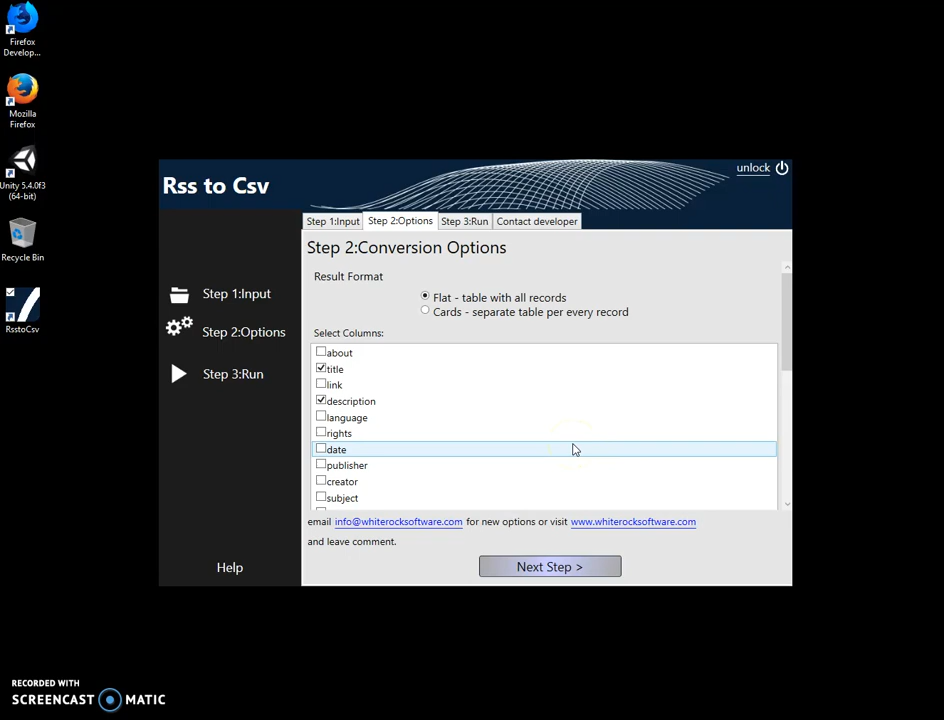 Firefox
Develop...
Mozilla
Firefox
Unity 5.4.0f3
(64-bit)
Recycle Bin
RsstoCsv
Rss to Csv
unlock
Step 1:Input
Step 2:Options
Step 3:Run
Contact developer
Step 2:Conversion Options
Result Format
Flat - table with all records
Cards - separate table per every record
Select Columns:
about
title
link
description
language
rights
date
publisher
creator
subject
email info@whiterocksoftware.com for new options or visit www.whiterocksoftware.com
and leave comment.
Next Step >
Step 1:Input
Step 2:Options
Step 3:Run
Help
RECORDED WITH
SCREENCAST MATIC